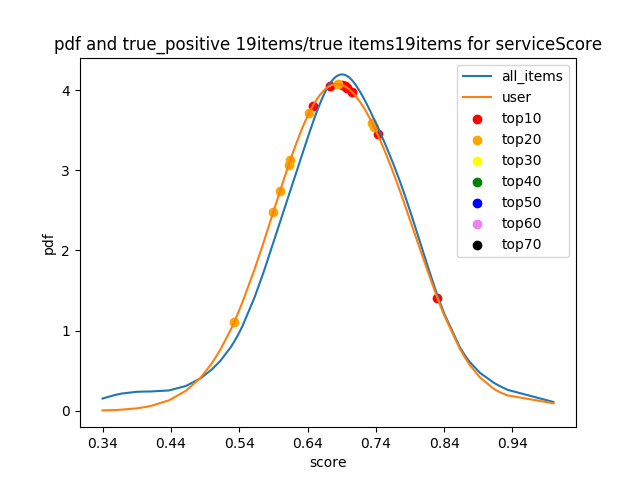 pdf and true_positive 19items/true items19items for serviceScore
all_items
user
top10
top20
top30
top40
top50
top60
top70
pdf
4
3
2
1
0
0.34 0.44 0.54 0.64 0.74 0.84 0.94
score